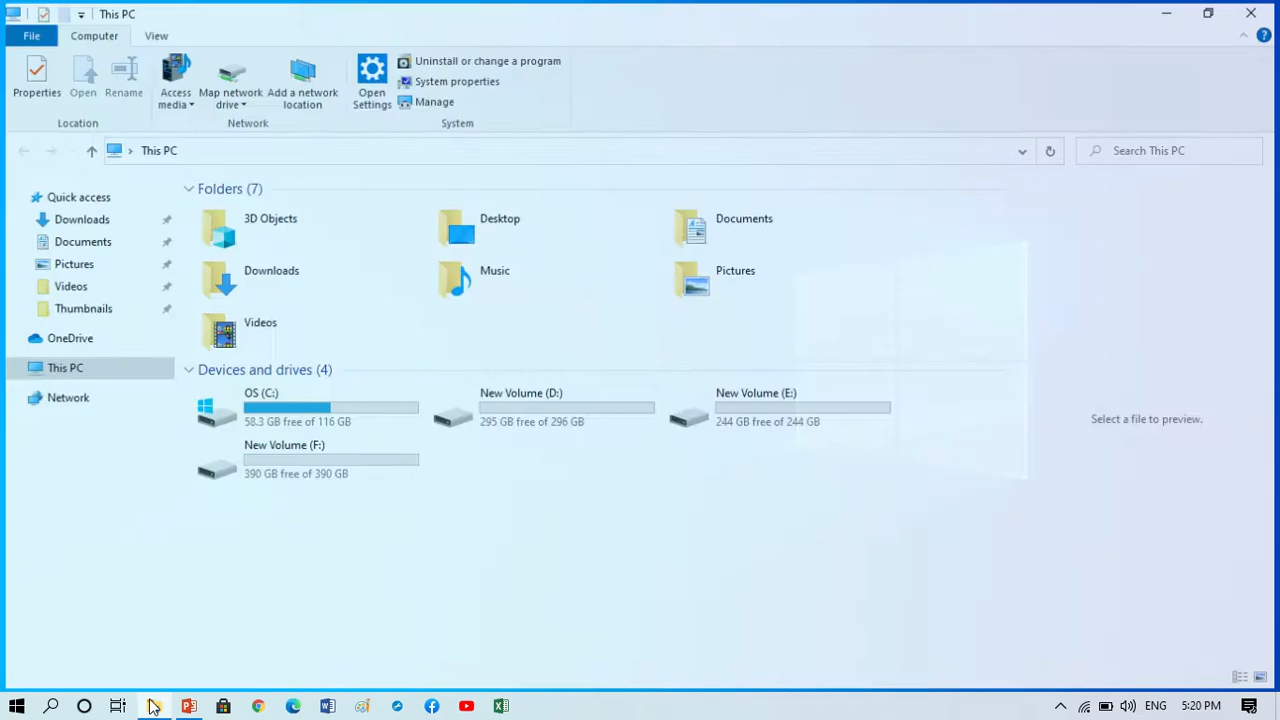 This PC
File Computer View
Properties Open Rename Access media Map network drive Add a network location Open Settings Uninstall or change a program
System properties
Manage
Location Network System
This PC Search This PC
Quick access
Downloads
Documents
Pictures
Videos
Thumbnails
OneDrive
This PC
Network
Folders (7)
3D Objects Desktop Documents
Downloads Music Pictures
Videos
Devices and drives (4)
OS (C:) New Volume (D:) New Volume (E:)
58.3 GB free of 116 GB 295 GB free of 296 GB 244 GB free of 244 GB
New Volume (F:)
390 GB free of 390 GB
Select a file to preview.
ENG 5:20 PM